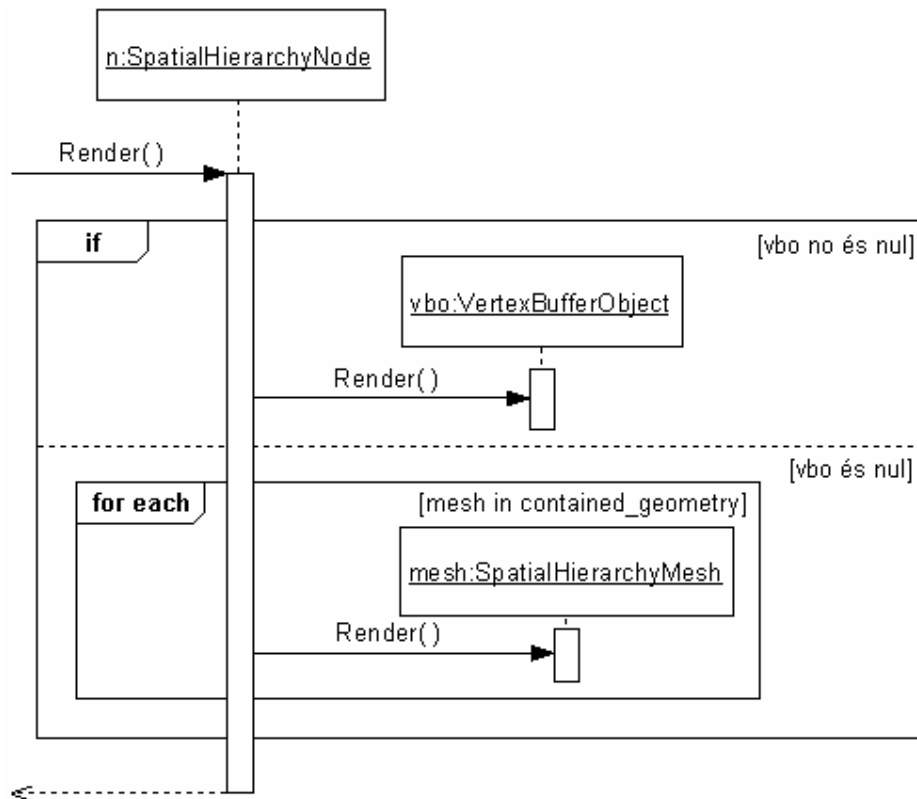 n:SpatialHierarchyNode
Render()
if
[vbo no és nul]
vbo:VertexBufferObject
Render()
[vbo és nul]
for each
[mesh in contained_geometry]
mesh:SpatialHierarchyMesh
Render()